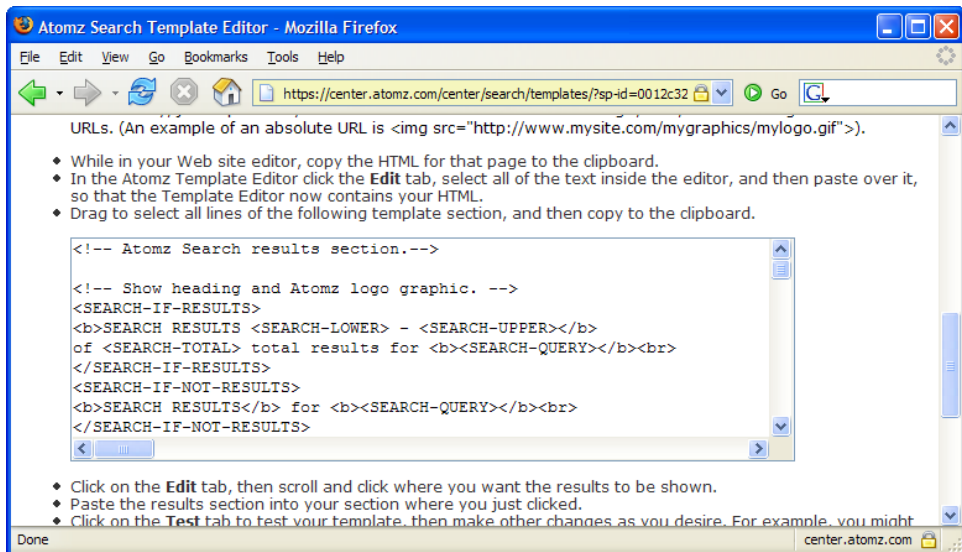 Atomz Search Template Editor - Mozilla Firefox
File Edit View Go Bookmarks Tools Help
https://center.atomz.com/center/search/templates/?sp-id=0012c32 Go G
URLs. (An example of an absolute URL is <img src="http://www.mysite.com/mygraphics/mylogo.gif">).
While in your Web site editor, copy the HTML for that page to the clipboard.
In the Atomz Template Editor click the Edit tab, select all of the text inside the editor, and then paste over it,
so that the Template Editor now contains your HTML.
Drag to select all lines of the following template section, and then copy to the clipboard.
<!-- Atomz Search results section.-->
<!-- Show heading and Atomz logo graphic. -->
<SEARCH-IF-RESULTS>
<b>SEARCH RESULTS <SEARCH-LOWER> - <SEARCH-UPPER></b>
of <SEARCH-TOTAL> total results for <b><SEARCH-QUERY></b><br>
</SEARCH-IF-RESULTS>
<SEARCH-IF-NOT-RESULTS>
<b>SEARCH RESULTS</b> for <b><SEARCH-QUERY></b><br>
</SEARCH-IF-NOT-RESULTS>
Click on the Edit tab, then scroll and click where you want the results to be shown.
Paste the results section into your section where you just clicked.
Click on the Test tab to test your template, then make other changes as you desire. For example, you might
Done center.atomz.com